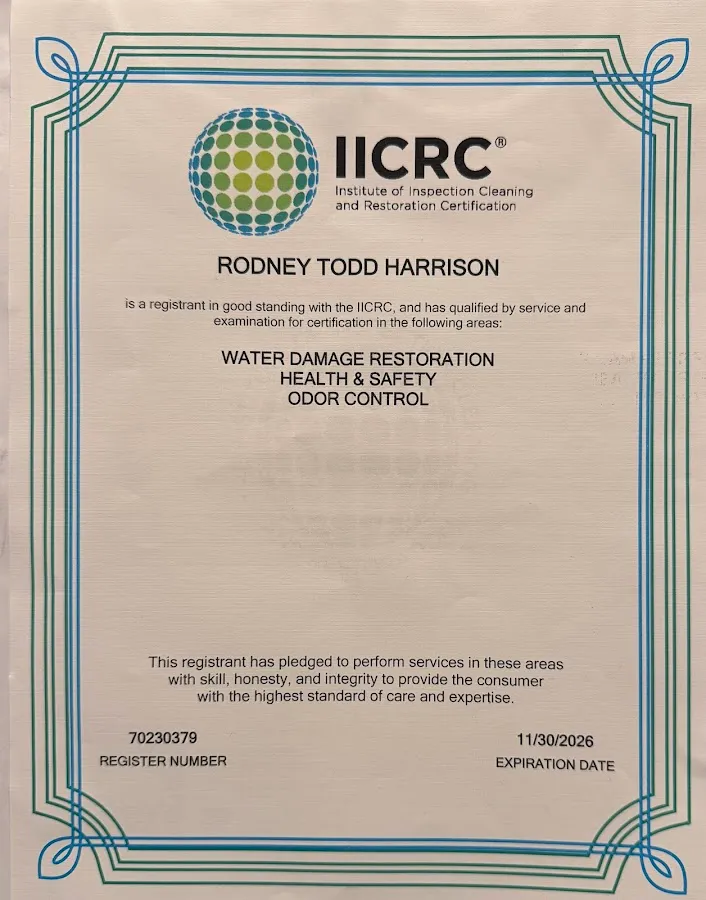 IICRC®
Institute of Inspection Cleaning
and Restoration Certification
RODNEY TODD HARRISON
is a registrant in good standing with the IICRC, and has qualified by service and
examination for certification in the following areas:
WATER DAMAGE RESTORATION
HEALTH & SAFETY
ODOR CONTROL
This registrant has pledged to perform services in these areas
with skill, honesty, and integrity to provide the consumer
with the highest standard of care and expertise.
70230379
REGISTER NUMBER
11/30/2026
EXPIRATION DATE